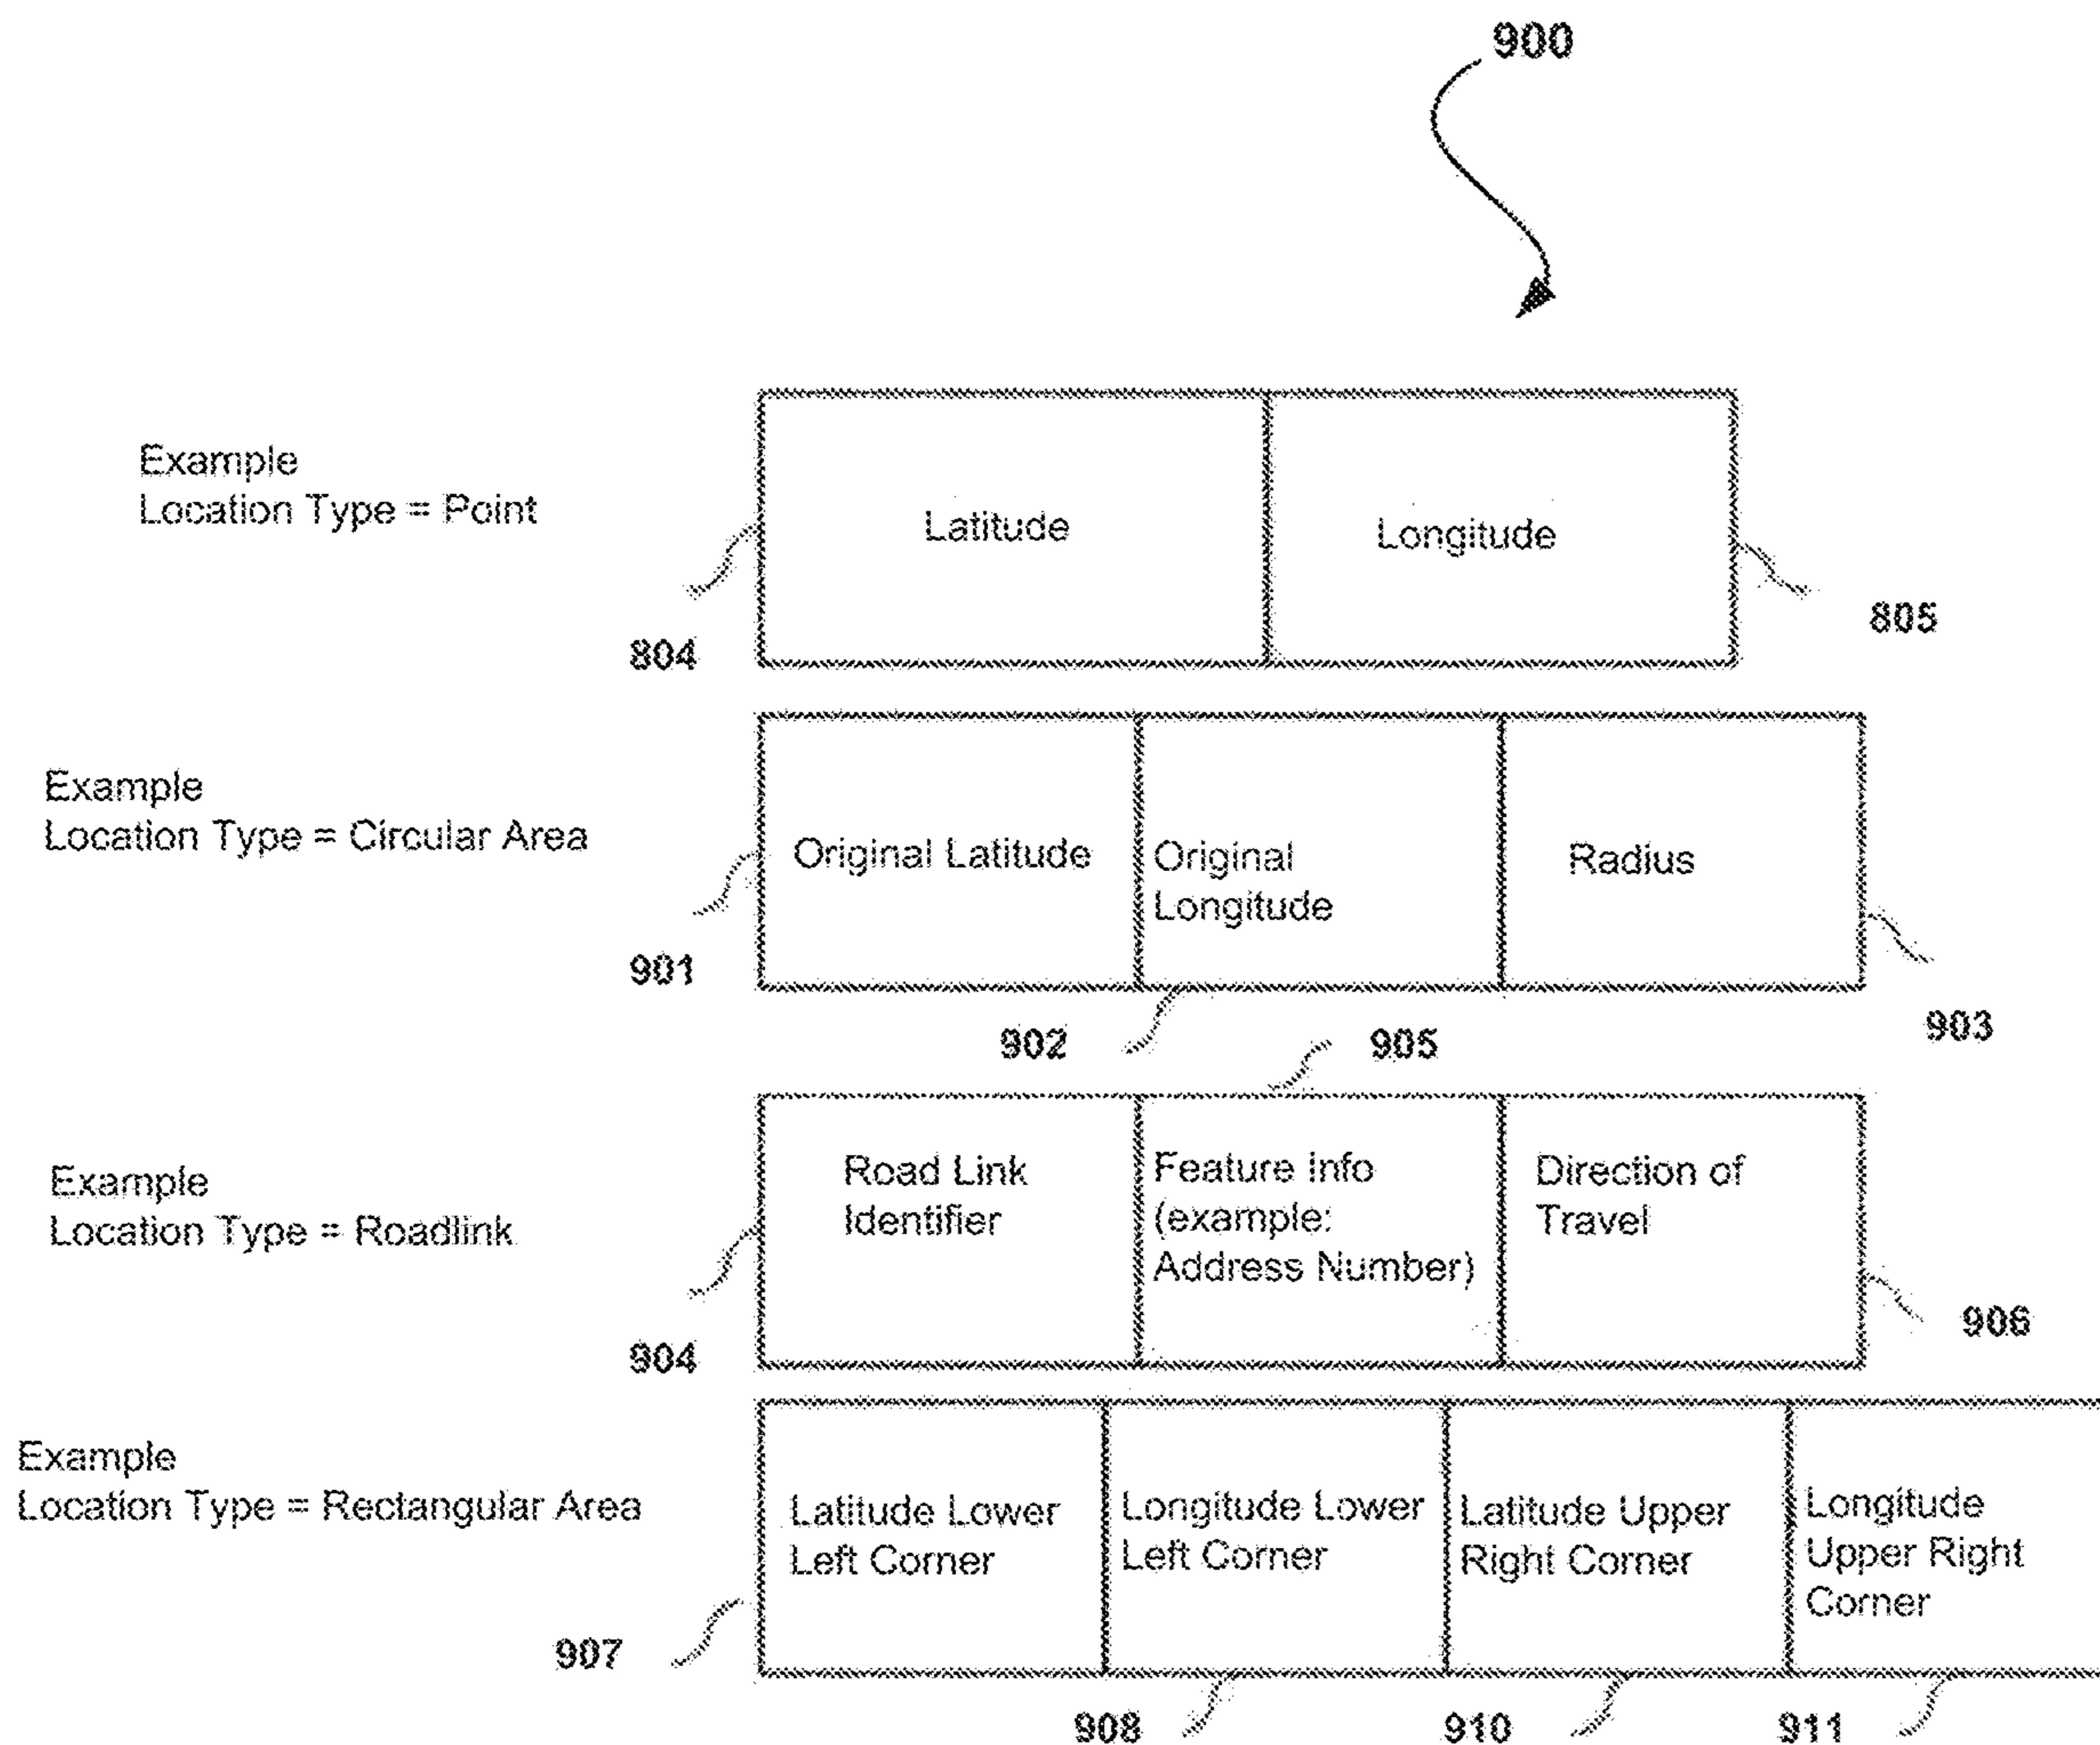 900
Example
Location Type = Point
Latitude
Longitude
804
805
Example
Location Type = Circular Area
Original Latitude
Original
Longitude
Radius
901
902
903
905
Example
Location Type = Roadlink
Road Link
Identifier
Feature Info
(example:
Address Number)
Direction of
Travel
904
906
Example
Location Type = Rectangular Area
Latitude Lower
Left Corner
Longitude Lower
Left Corner
Latitude Upper
Right Corner
Longitude
Upper Right
Corner
907
908
910
911